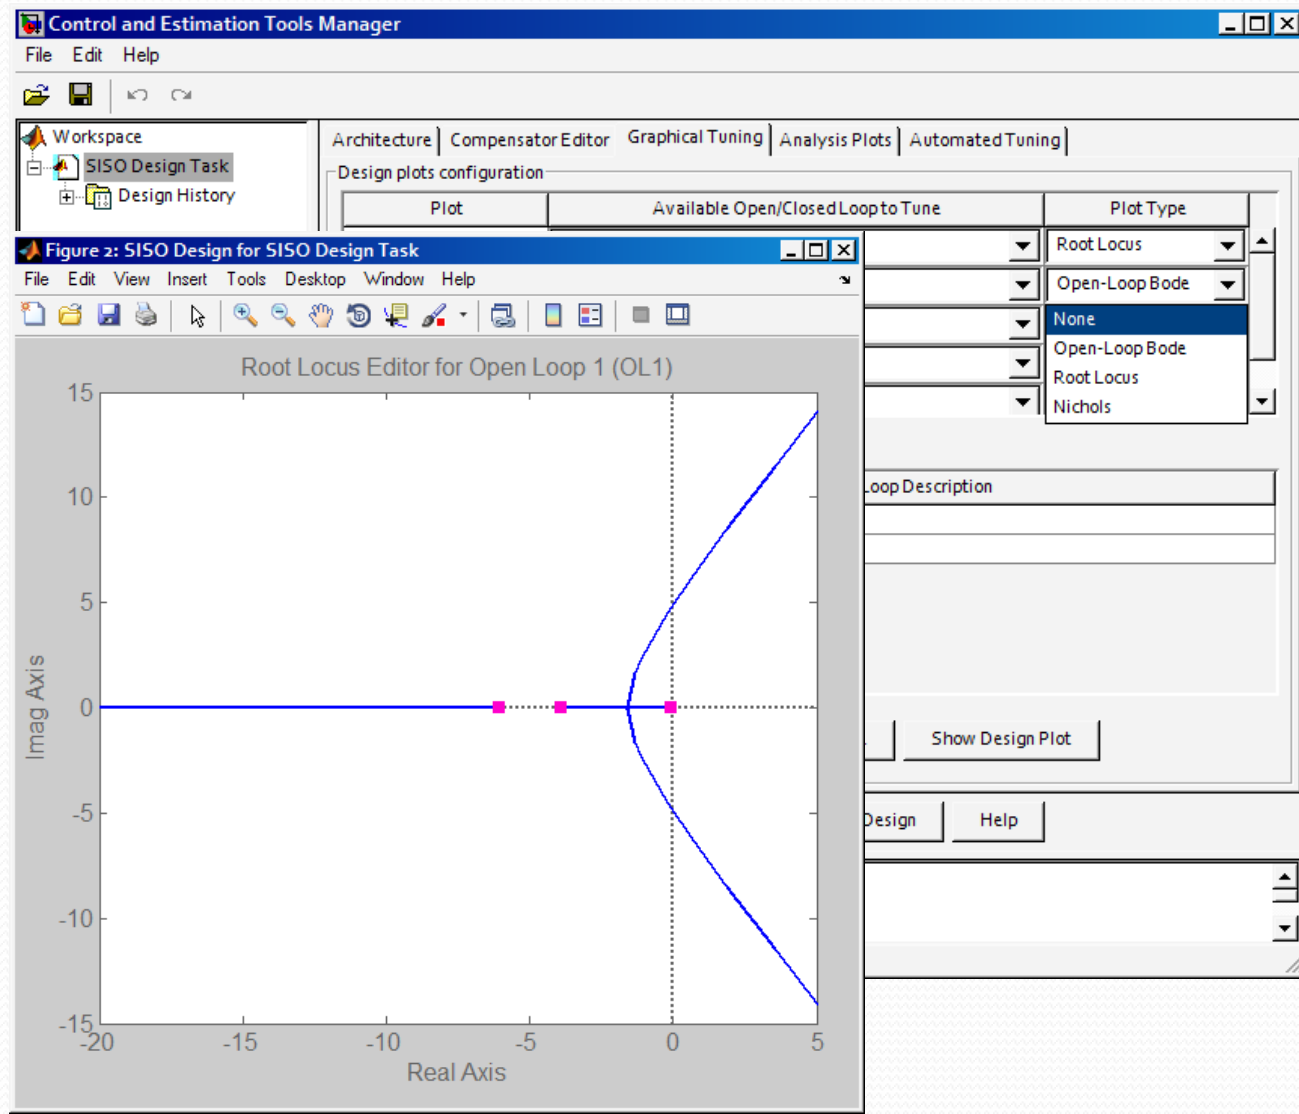 Control and Estimation Tools Manager
File Edit Help
Workspace
SISO Design Task
Design History
Architecture Compensator Editor Graphical Tuning Analysis Plots Automated Tuning
Design plots configuration
Plot Available Open/Closed Loop to Tune Plot Type
Root Locus
Open-Loop Bode
None
Open-Loop Bode
Root Locus
Nichols
Loop Description
Show Design Plot
Design Help
Figure 2: SISO Design for SISO Design Task
File Edit View Insert Tools Desktop Window Help
Root Locus Editor for Open Loop 1 (OL1)
15
10
5
0
-5
-10
-15
Imag Axis
-20 -15 -10 -5 0 5
Real Axis